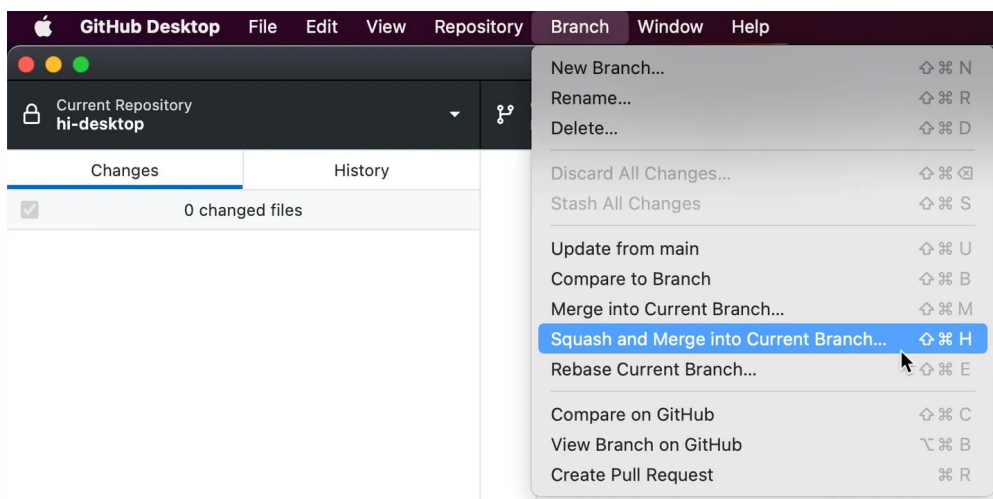 GitHub Desktop File Edit View Repository Branch Window Help
Current Repository
hi-desktop
Changes History
0 changed files
New Branch... ⇧⌘N
Rename... ⇧⌘R
Delete... ⇧⌘D
Discard All Changes... ⇧⌘⌫
Stash All Changes ⇧⌘S
Update from main ⇧⌘U
Compare to Branch ⇧⌘B
Merge into Current Branch... ⇧⌘M
Squash and Merge into Current Branch... ⇧⌘H
Rebase Current Branch... ⇧⌘E
Compare on GitHub ⇧⌘C
View Branch on GitHub ⌥⌘B
Create Pull Request ⌘R